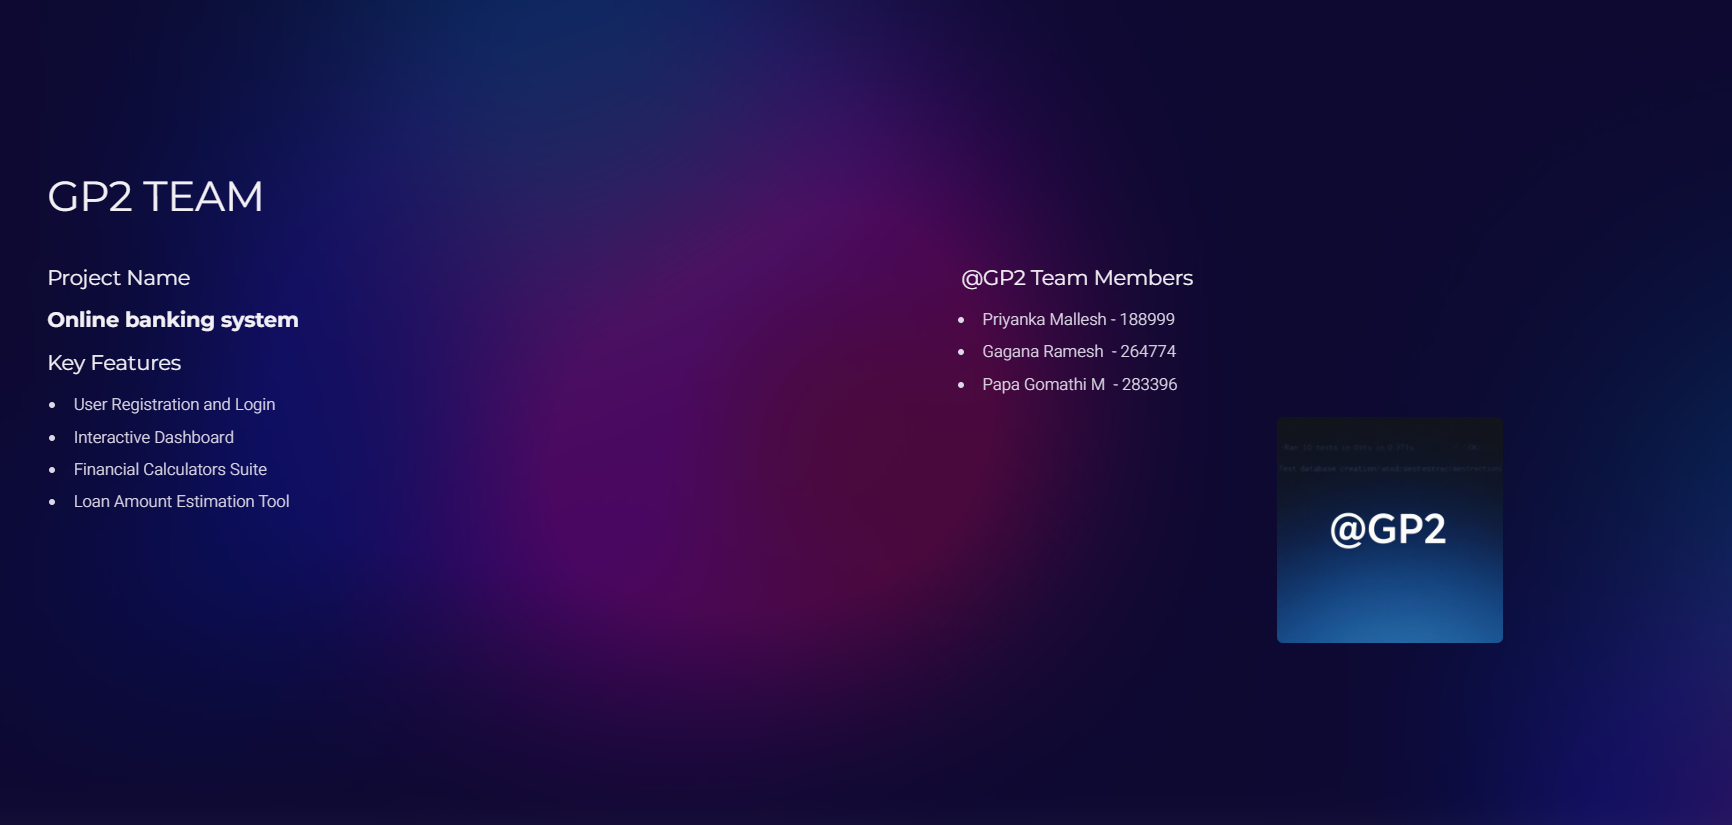 GP2 TEAM
Project Name
Online banking system
Key Features
User Registration and Login
Interactive Dashboard
Financial Calculators Suite
Loan Amount Estimation Tool
@GP2 Team Members
Priyanka Mallesh - 188999
Gagana Ramesh - 264774
Papa Gomathi M - 283396
@GP2